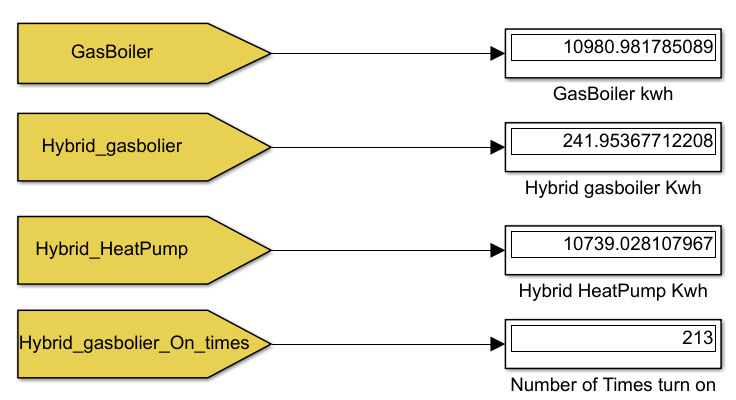 GasBoiler
10980.981785089
GasBoiler kwh
Hybrid_gasbolier
241.95367712208
Hybrid gasboiler Kwh
Hybrid_HeatPump
10739.028107967
Hybrid HeatPump Kwh
Hybrid_gasbolier_On_times
213
Number of Times turn on